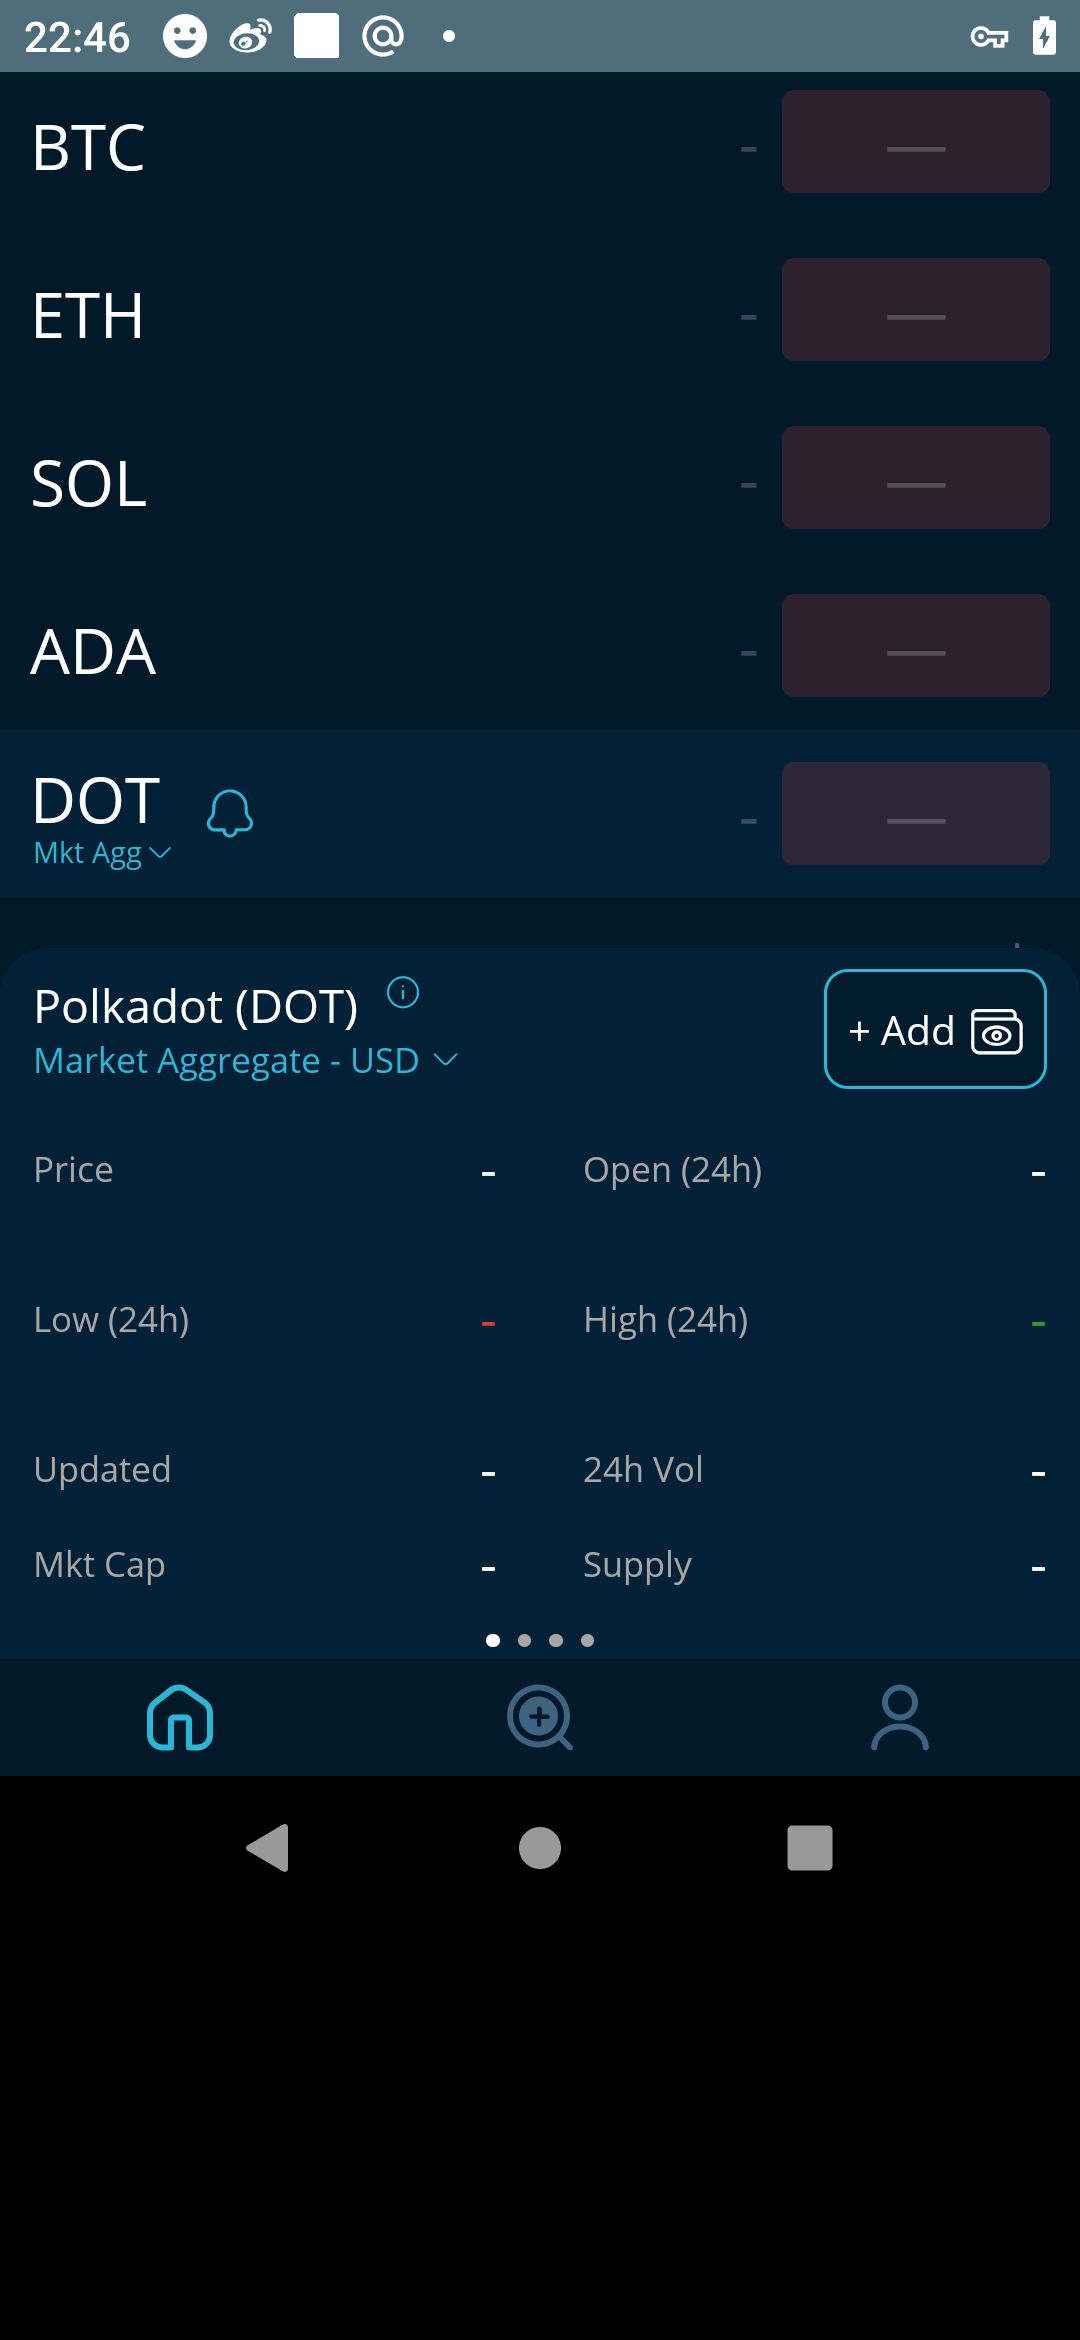 22:46
BTC - —
ETH - —
SOL - —
ADA - —
DOT - —
Mkt Agg
Polkadot (DOT)
Market Aggregate - USD
+ Add
Price - Open (24h) -
Low (24h) - High (24h) -
Updated - 24h Vol -
Mkt Cap - Supply -